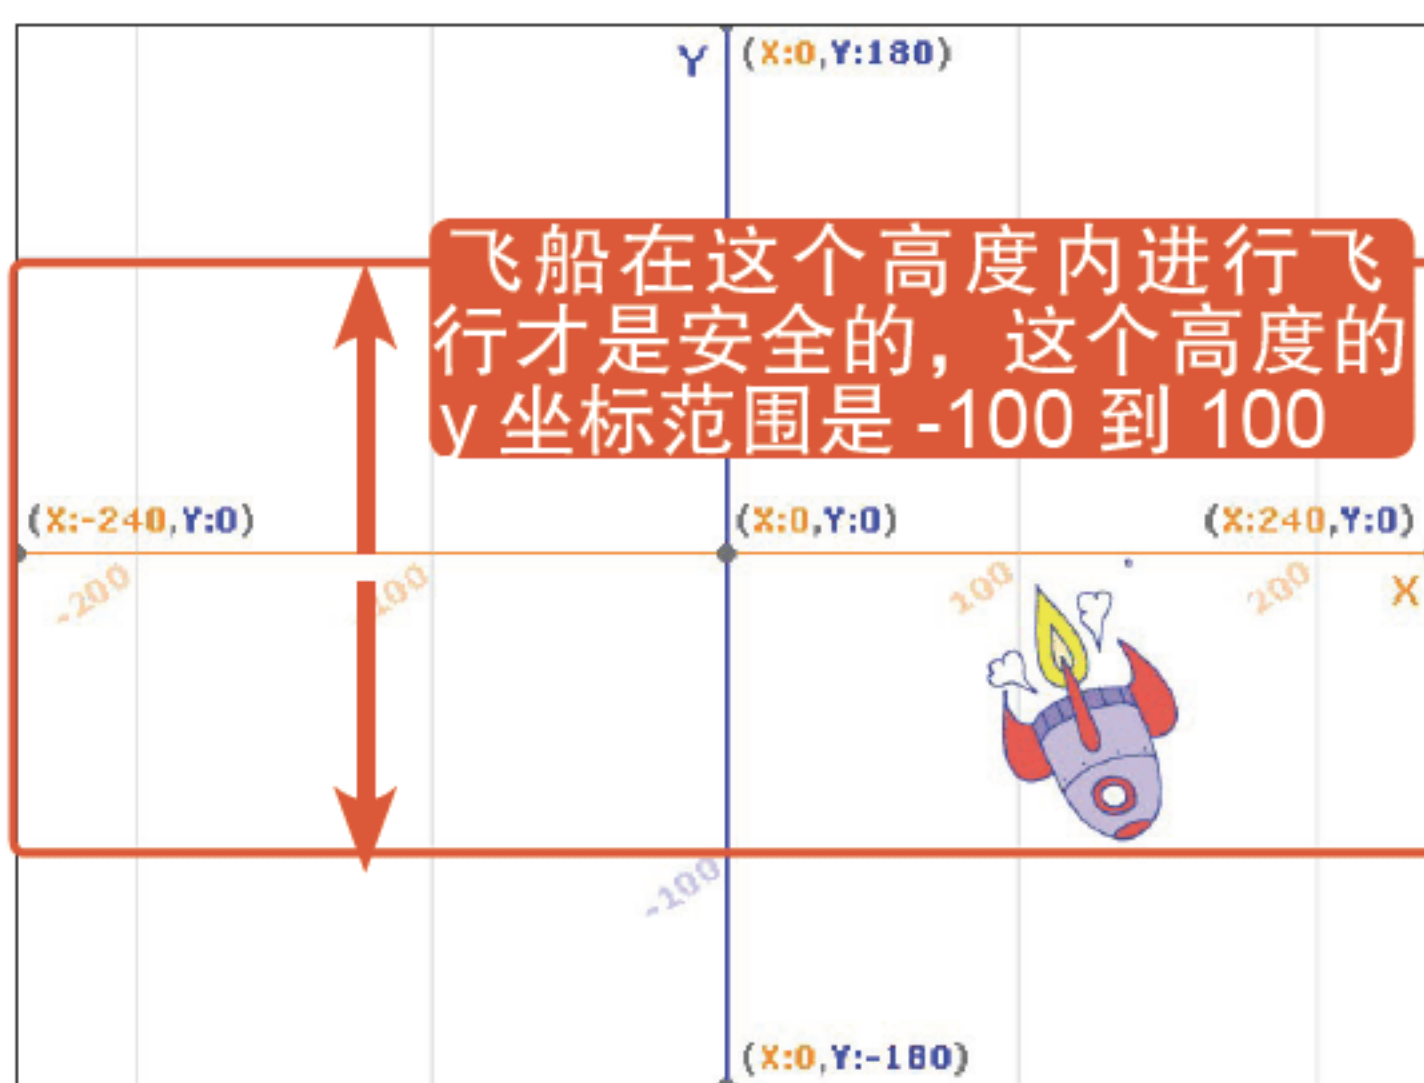 Y (X:0,Y:180)
飞船在这个高度内进行飞
行才是安全的，这个高度的
y 坐标范围是 -100 到 100
(X:-240,Y:0) (X:0,Y:0) (X:240,Y:0)
-200 100 100 200 X
-100
(X:0,Y:-180)